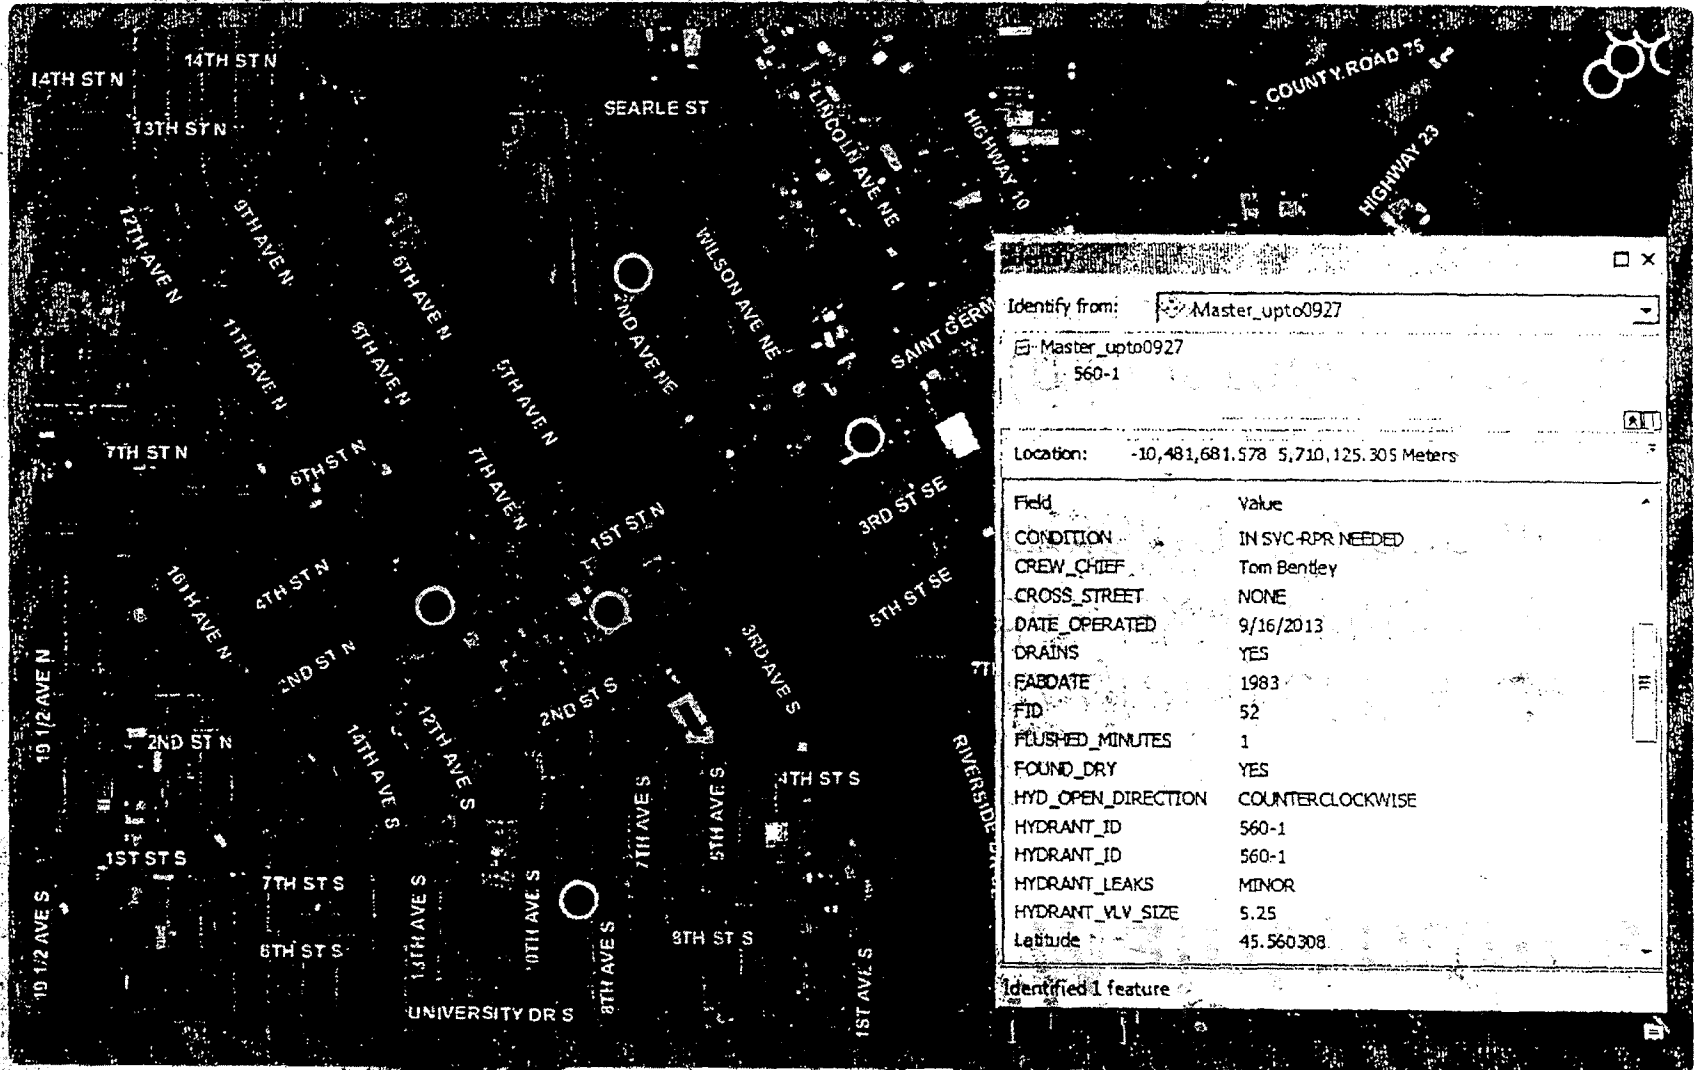 14TH ST N
14TH ST N
13TH ST N
SEARLE ST
LINCOLN AVE NE
HIGHWAY 10
COUNTY ROAD 75
HIGHWAY 23
12TH AVE N
9TH AVE N
6TH AVE N
WILSON AVE NE
2ND AVE NE
11TH AVE N
8TH AVE N
5TH AVE N
SAINT GERM
7TH ST N
6TH ST N
7TH AVE N
1ST ST N
3RD ST SE
5TH ST SE
16TH AVE N
4TH ST N
2ND ST N
2ND ST S
3RD AVE S
7TH
19 1/2 AVE N
2ND ST N
14TH AVE S
12TH AVE S
4TH ST S
RIVERSIDE
7TH AVE S
5TH AVE S
1ST ST S
7TH ST S
13TH AVE S
10TH AVE S
19 1/2 AVE S
6TH ST S
8TH AVE S
9TH ST S
1ST AVE S
UNIVERSITY DR S
Identify
Identify from: Master_upto0927
Master_upto0927
560-1
Location: -10,481,681.578 5,710,125.305 Meters
Field Value
CONDITION IN SVC-RPR NEEDED
CREW_CHIEF Tom Bentley
CROSS_STREET NONE
DATE_OPERATED 9/16/2013
DRAINS YES
FABDATE 1983
FID 52
FLUSHED_MINUTES 1
FOUND_DRY YES
HYD_OPEN_DIRECTION COUNTERCLOCKWISE
HYDRANT_ID 560-1
HYDRANT_ID 560-1
HYDRANT_LEAKS MINOR
HYDRANT_VLV_SIZE 5.25
Latitude 45.560308
Identified 1 feature